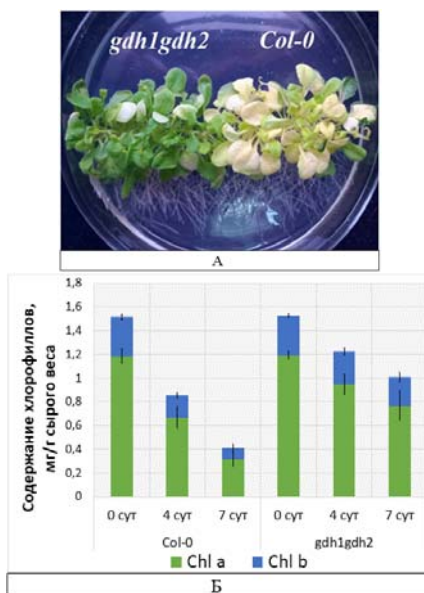 gdh1gdh2 Col-0
А
Содержание хлорофиллов,
мг/г сырого веса
1,8
1,6
1,4
1,2
1
0,8
0,6
0,4
0,2
0
0 сут 4 сут 7 сут 0 сут 4 сут 7 сут
Col-0 gdh1gdh2
Chl a Chl b
Б